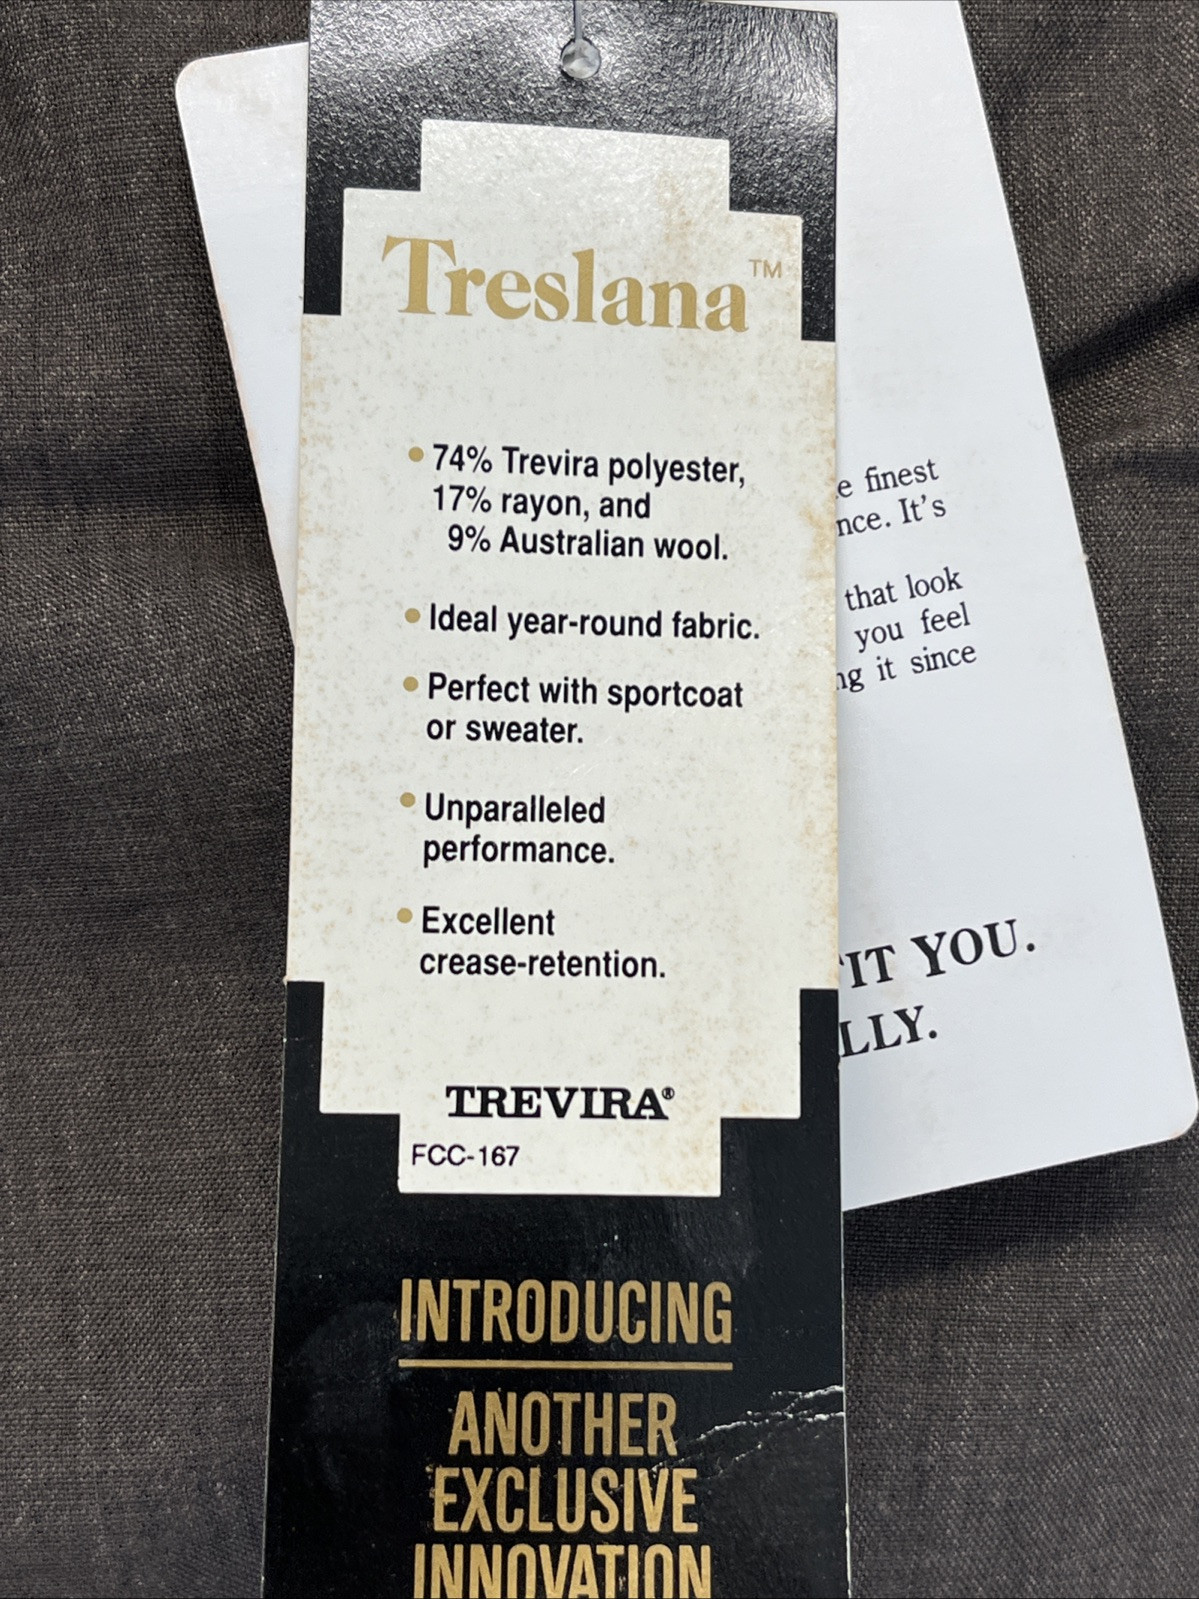 Treslana™
• 74% Trevira polyester,
17% rayon, and
9% Australian wool.
• Ideal year-round fabric.
• Perfect with sportcoat
or sweater.
• Unparalleled
performance.
• Excellent
crease-retention.
TREVIRA®
FCC-167
INTRODUCING
ANOTHER
EXCLUSIVE
INNOVATION
finest
It's
that look
you feel
it since
IT YOU.
LLY.